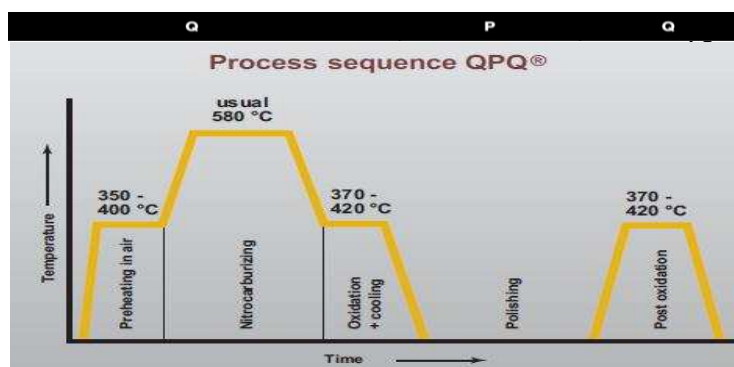 Q P Q
Process sequence QPQ®
usual
580 °C
350 -
400 °C
370 -
420 °C
370 -
420 °C
Temperature
Preheating in air
Nitrocarburizing
Oxidation
+ cooling
Polishing
Post oxidation
Time